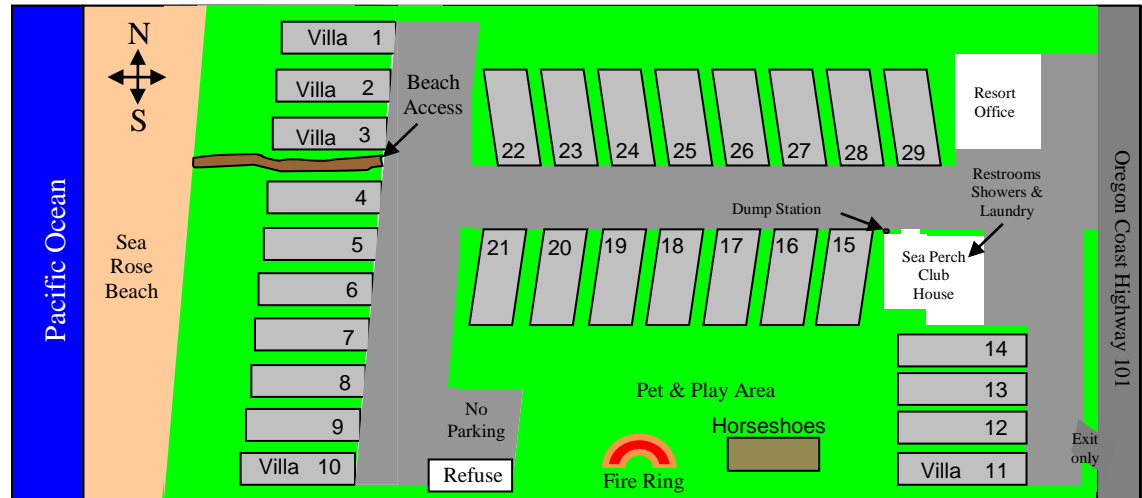 N
S
Pacific Ocean
Sea
Rose
Beach
Villa 1
Villa 2
Villa 3
4
5
6
7
8
9
Villa 10
Beach
Access
22
23
24
25
26
27
28
29
Resort
Office
Restrooms
Showers &
Laundry
Dump Station
21
20
19
18
17
16
15
Sea Perch
Club
House
14
13
12
Villa 11
Pet & Play Area
Horseshoes
Fire Ring
No
Parking
Refuse
Exit
only
Oregon Coast Highway 101